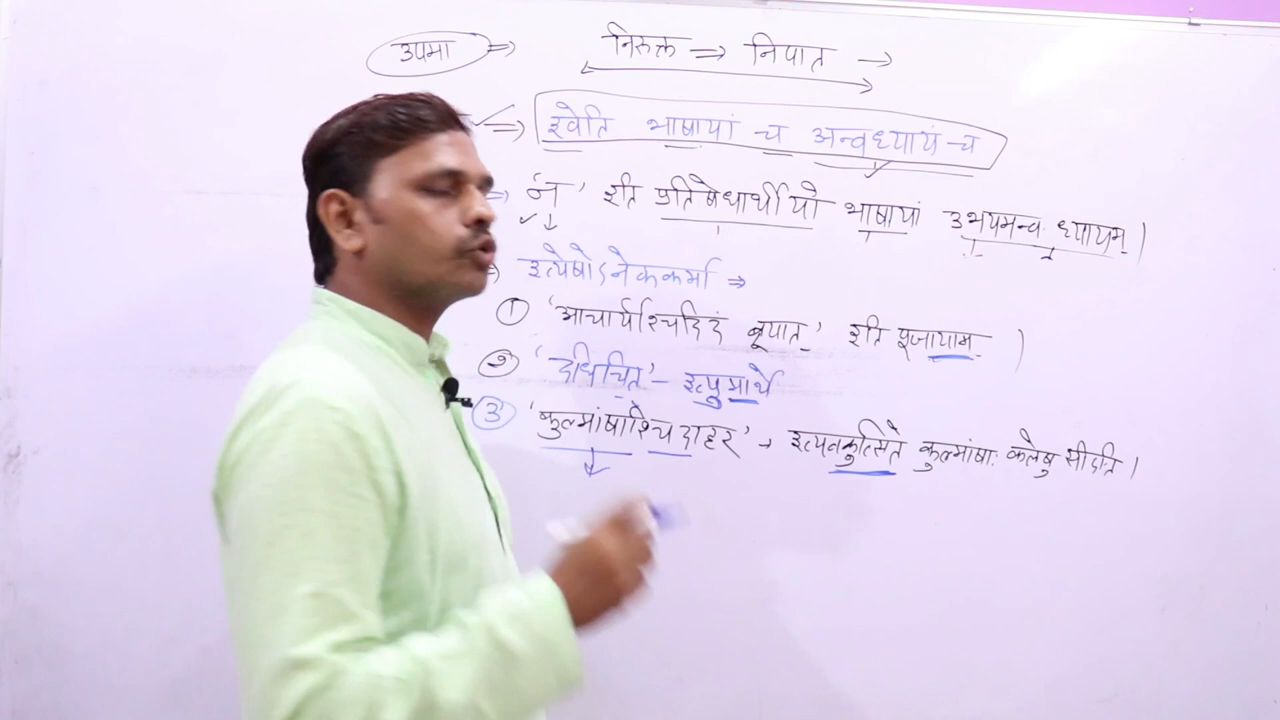 उपमा ⇒ निरुक्त ⇒ निपात →
⇒ इवेति भाषायां च अन्वध्यायं च
⇒ 'न' इति प्रतिषेधार्थीयो भाषायां उभयमन्वध्यायम् ।
इत्येषोऽनेककर्मा ⇒
① 'आचार्यश्चिदिदं ब्रूयात्' इति पूजायाम् ।
② 'दधिचित्' – इत्युपमार्थे
③ 'कुल्मांषाश्चिदाहर' → इत्यवकुत्सिते कुल्मांषाः कुलेषु सीदन्ति ।